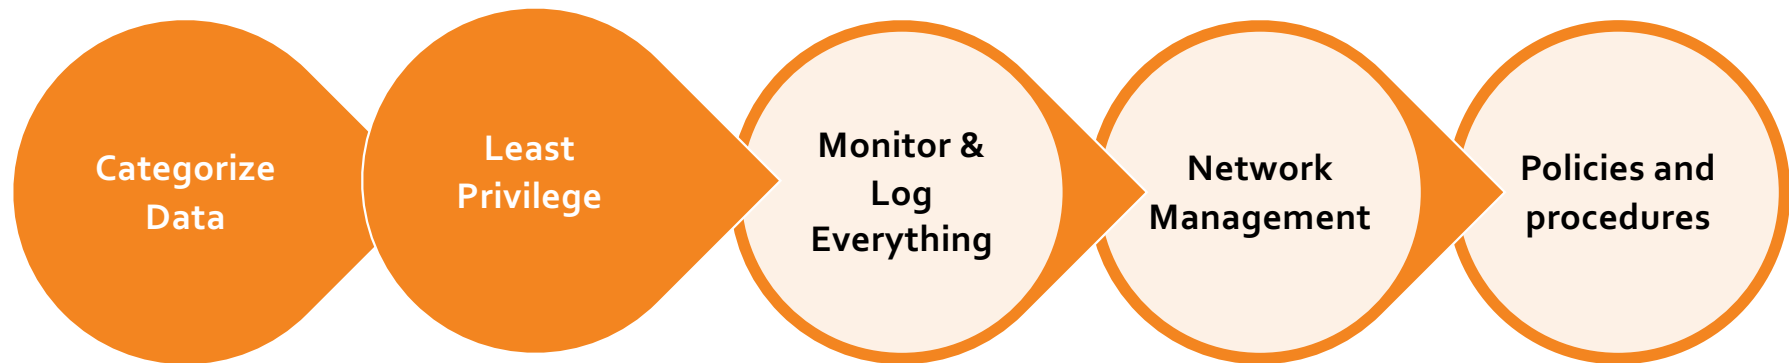 Categorize
Data
Least
Privilege
Monitor &
Log
Everything
Network
Management
Policies and
procedures